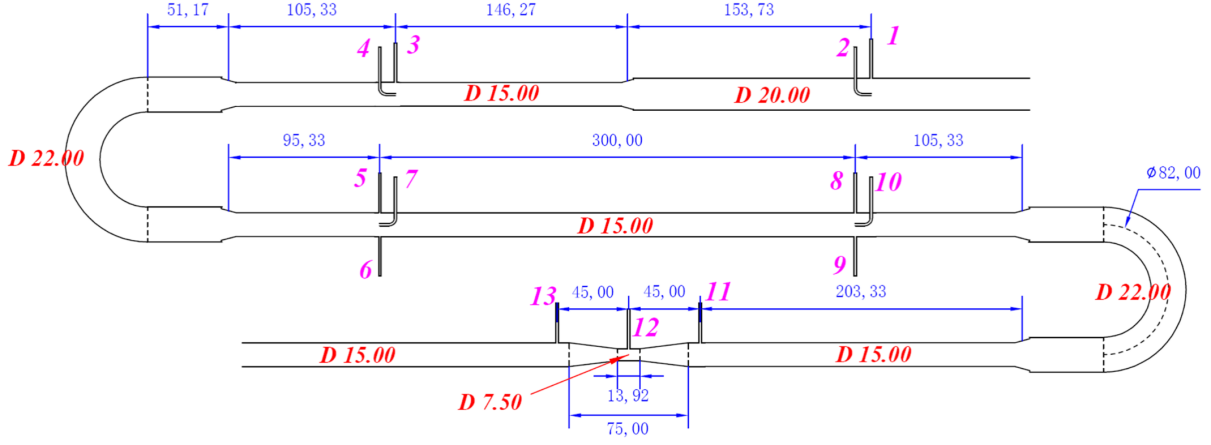 51,17 105,33 146,27 153,73
4 3 2 1
D 15.00 D 20.00
D 22.00
95,33 300,00 105,33
5 7 8 10
ø82,00
D 15.00
6 9
D 22.00
13 45,00 45,00 11 203,33
12
D 15.00 D 15.00
13,92
D 7.50
75,00